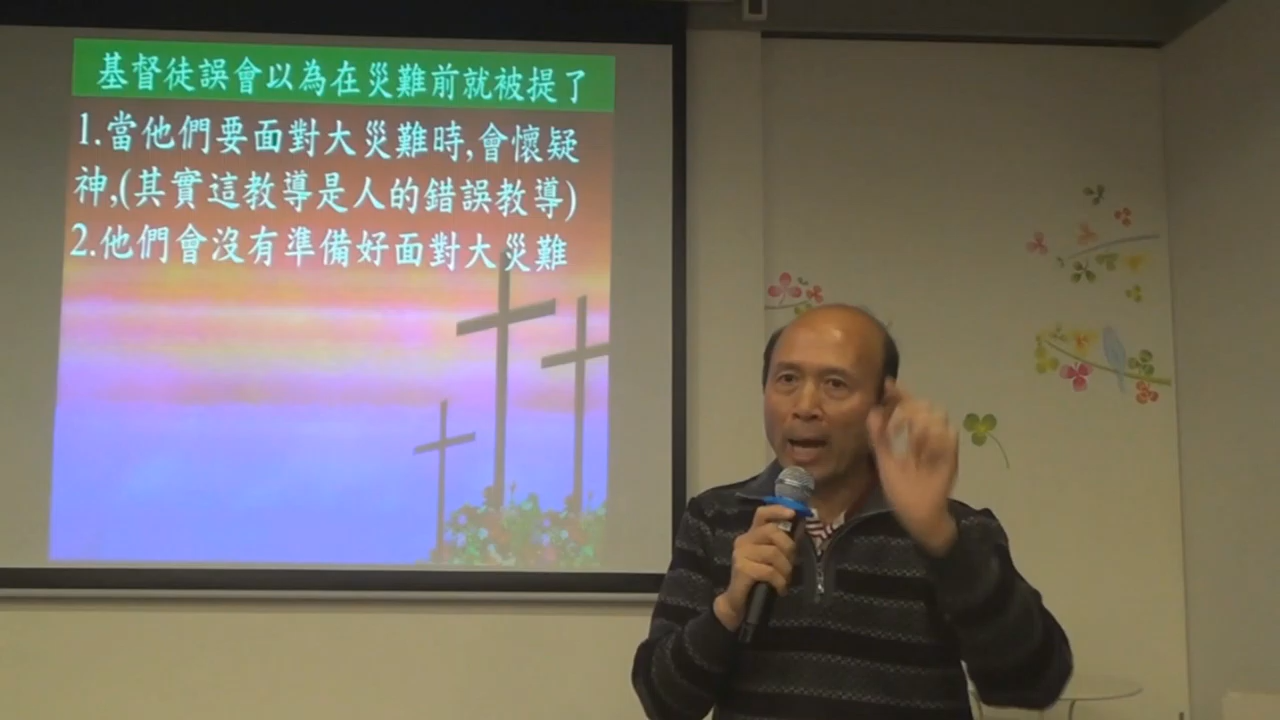 基督徒誤會以為在災難前就被提了
1.當他們要面對大災難時,會懷疑
神,(其實這教導是人的錯誤教導)
2.他們會沒有準備好面對大災難